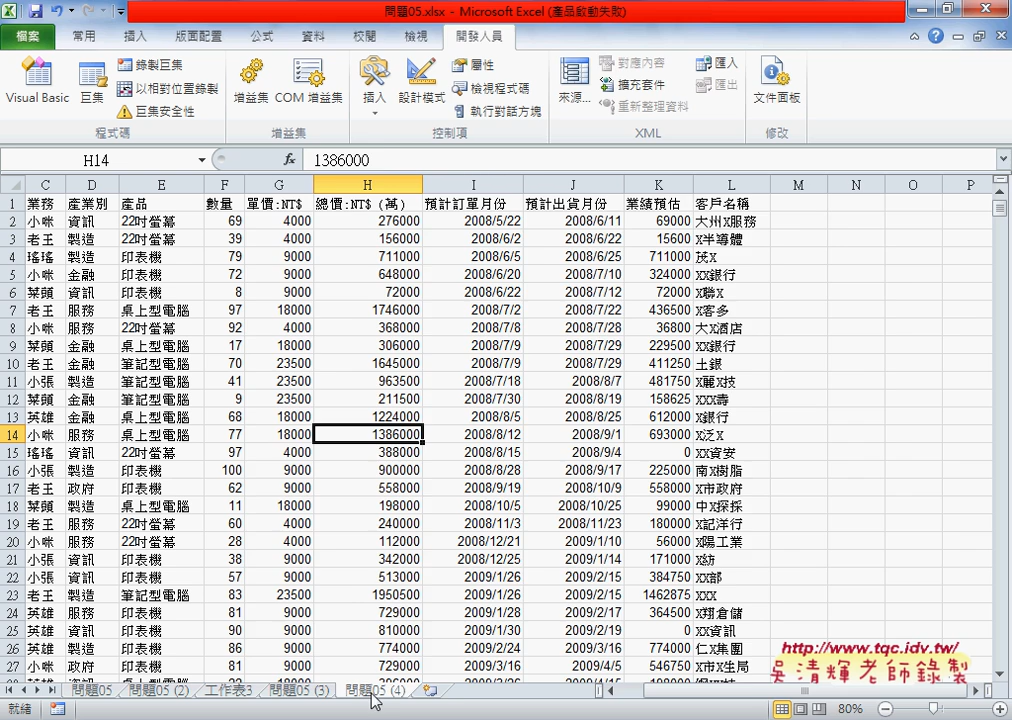 問題05.xlsx - Microsoft Excel (產品啟動失敗)
檔案 常用 插入 版面配置 公式 資料 校閱 檢視 開發人員
Visual Basic 巨集 錄製巨集 以相對位置錄製 巨集安全性 程式碼
增益集 COM 增益集 增益集
插入 設計模式 屬性 檢視程式碼 執行對話方塊 控制項
來源... 對應內容 擴充套件 重新整理資料 匯入 匯出 XML
文件面板 修改
H14 fx 1386000
C D E F G H I J K L M N O P
1 業務 產業別 產品 數量 單價:NT$ 總價:NT$ (萬) 預計訂單月份 預計出貨月份 業績預估 客戶名稱
2 小咪 資訊 22吋螢幕 69 4000 276000 2008/5/22 2008/6/11 69000 大州X服務
3 老王 製造 22吋螢幕 39 4000 156000 2008/6/2 2008/6/22 15600 X半導體
4 瑤瑤 製造 印表機 79 9000 711000 2008/6/5 2008/6/25 711000 茂X
5 小咪 金融 印表機 72 9000 648000 2008/6/20 2008/7/10 324000 XX銀行
6 菜頭 資訊 印表機 8 9000 72000 2008/6/22 2008/7/12 72000 X聯X
7 老王 服務 桌上型電腦 97 18000 1746000 2008/7/2 2008/7/22 436500 X客多
8 小咪 服務 22吋螢幕 92 4000 368000 2008/7/8 2008/7/28 36800 大X酒店
9 菜頭 金融 桌上型電腦 17 18000 306000 2008/7/9 2008/7/29 229500 XX銀行
10 老王 金融 筆記型電腦 70 23500 1645000 2008/7/9 2008/7/29 411250 土銀
11 小張 製造 筆記型電腦 41 23500 963500 2008/7/18 2008/8/7 481750 X麗X技
12 菜頭 金融 筆記型電腦 9 23500 211500 2008/7/30 2008/8/19 158625 XXX壽
13 英雄 金融 桌上型電腦 68 18000 1224000 2008/8/5 2008/8/25 612000 X銀行
14 小咪 服務 桌上型電腦 77 18000 1386000 2008/8/12 2008/9/1 693000 X泛X
15 瑤瑤 資訊 22吋螢幕 97 4000 388000 2008/8/15 2008/9/4 0 XX資安
16 小張 製造 印表機 100 9000 900000 2008/8/28 2008/9/17 225000 南X樹脂
17 老王 政府 印表機 62 9000 558000 2008/9/19 2008/10/9 558000 X市政府
18 菜頭 製造 桌上型電腦 11 18000 198000 2008/10/5 2008/10/25 99000 中X探採
19 老王 服務 22吋螢幕 60 4000 240000 2008/11/3 2008/11/23 180000 X記洋行
20 小咪 服務 22吋螢幕 28 4000 112000 2008/12/21 2009/1/10 56000 X陽工業
21 小張 資訊 印表機 38 9000 342000 2008/12/25 2009/1/14 171000 X紡
22 小張 資訊 印表機 57 9000 513000 2009/1/26 2009/2/15 384750 XX部
23 老王 製造 筆記型電腦 83 23500 1950500 2009/1/26 2009/2/15 1462875 XXX
24 英雄 服務 印表機 81 9000 729000 2009/1/28 2009/2/17 364500 X翔倉儲
25 英雄 資訊 印表機 90 9000 810000 2009/1/30 2009/2/19 0 XX資訊
26 英雄 製造 印表機 86 9000 774000 2009/2/24 2009/3/16 774000 仁X集團
27 小咪 政府 印表機 81 9000 729000 2009/3/16 2009/4/5 546750 X市X生局
http://www.tqc.idv.tw/
吳清輝老師錄製
問題05 問題05 (2) 工作表3 問題05 (3) 問題05 (4)
就緒 80%